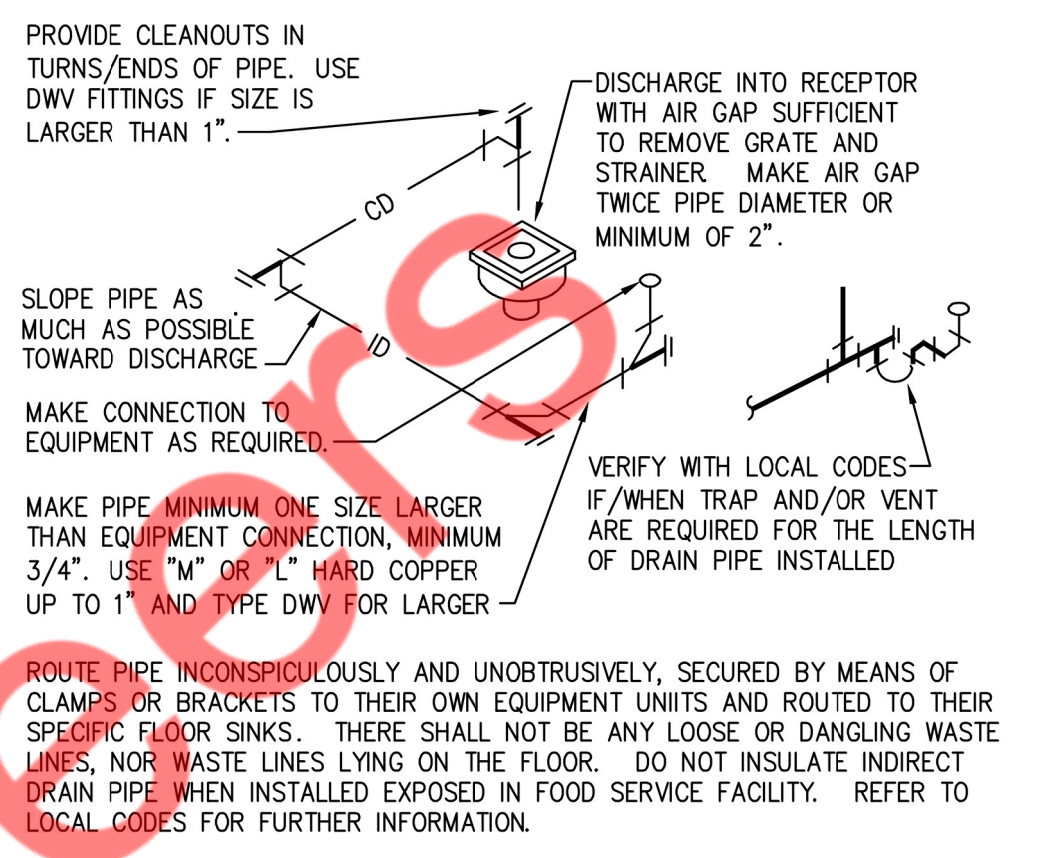 PROVIDE CLEANOUTS IN
TURNS/ENDS OF PIPE. USE
DWV FITTINGS IF SIZE IS
LARGER THAN 1".
DISCHARGE INTO RECEPTOR
WITH AIR GAP SUFFICIENT
TO REMOVE GRATE AND
STRAINER. MAKE AIR GAP
TWICE PIPE DIAMETER OR
MINIMUM OF 2".
CD
SLOPE PIPE AS
MUCH AS POSSIBLE
TOWARD DISCHARGE
ID
MAKE CONNECTION TO
EQUIPMENT AS REQUIRED.
VERIFY WITH LOCAL CODES
IF/WHEN TRAP AND/OR VENT
ARE REQUIRED FOR THE LENGTH
OF DRAIN PIPE INSTALLED
MAKE PIPE MINIMUM ONE SIZE LARGER
THAN EQUIPMENT CONNECTION, MINIMUM
3/4". USE "M" OR "L" HARD COPPER
UP TO 1" AND TYPE DWV FOR LARGER
ROUTE PIPE INCONSPICULOUSLY AND UNOBTRUSIVELY, SECURED BY MEANS OF
CLAMPS OR BRACKETS TO THEIR OWN EQUIPMENT UNIITS AND ROUTED TO THEIR
SPECIFIC FLOOR SINKS. THERE SHALL NOT BE ANY LOOSE OR DANGLING WASTE
LINES, NOR WASTE LINES LYING ON THE FLOOR. DO NOT INSULATE INDIRECT
DRAIN PIPE WHEN INSTALLED EXPOSED IN FOOD SERVICE FACILITY. REFER TO
LOCAL CODES FOR FURTHER INFORMATION.
eers